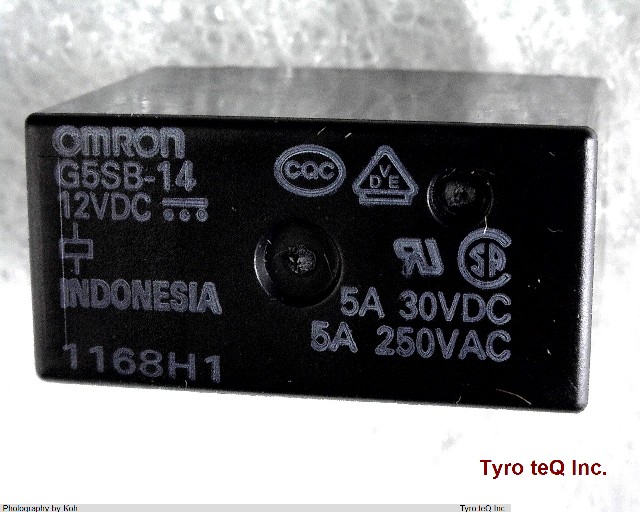 OMRON
G5SB-14
12VDC
INDONESIA
1168H1
CQC
VDE
5A 30VDC
5A 250VAC
Tyro teQ Inc.
Photography by Koh
Tyro teQ Inc.